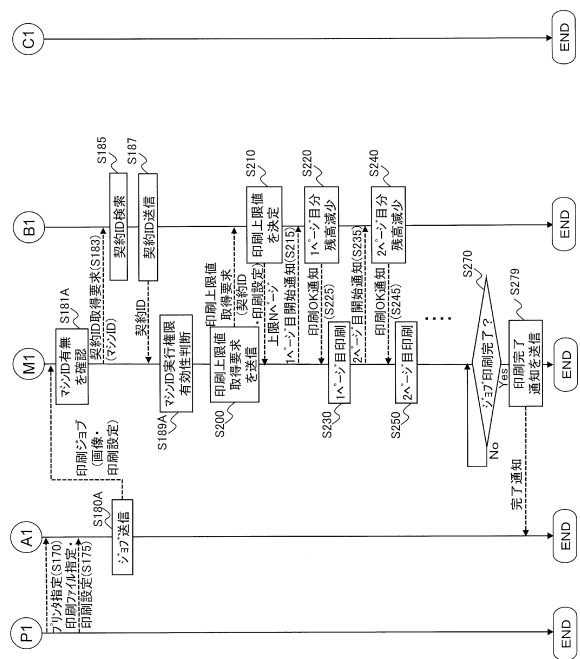 P1
A1
M1
B1
C1
プリンタ指定(S170)
印刷ファイル指定・
印刷設定(S175)
S180A
ジョブ送信
印刷ジョブ
(画像・
印刷設定)
S181A
マシンID有無
を確認
契約ID取得要求(S183)
(マシンID)
S185
契約ID検索
S187
契約ID送信
契約ID
マシンID実行権限
有効性判断
S189A
印刷上限値
取得要求
を送信
S200
印刷上限値
取得要求
(契約ID
・印刷設定)
S210
印刷上限値
を決定
上限Nページ
1ページ目開始通知(S215)
S220
1ページ目分
残高減少
印刷OK通知
(S225)
1ページ目印刷
S230
2ページ目開始通知(S235)
S240
2ページ目分
残高減少
印刷OK通知
(S245)
2ページ目印刷
S250
S270
ジョブ印刷完了?
No
Yes
S279
印刷完了
通知を送信
完了通知
END
END
END
END
END